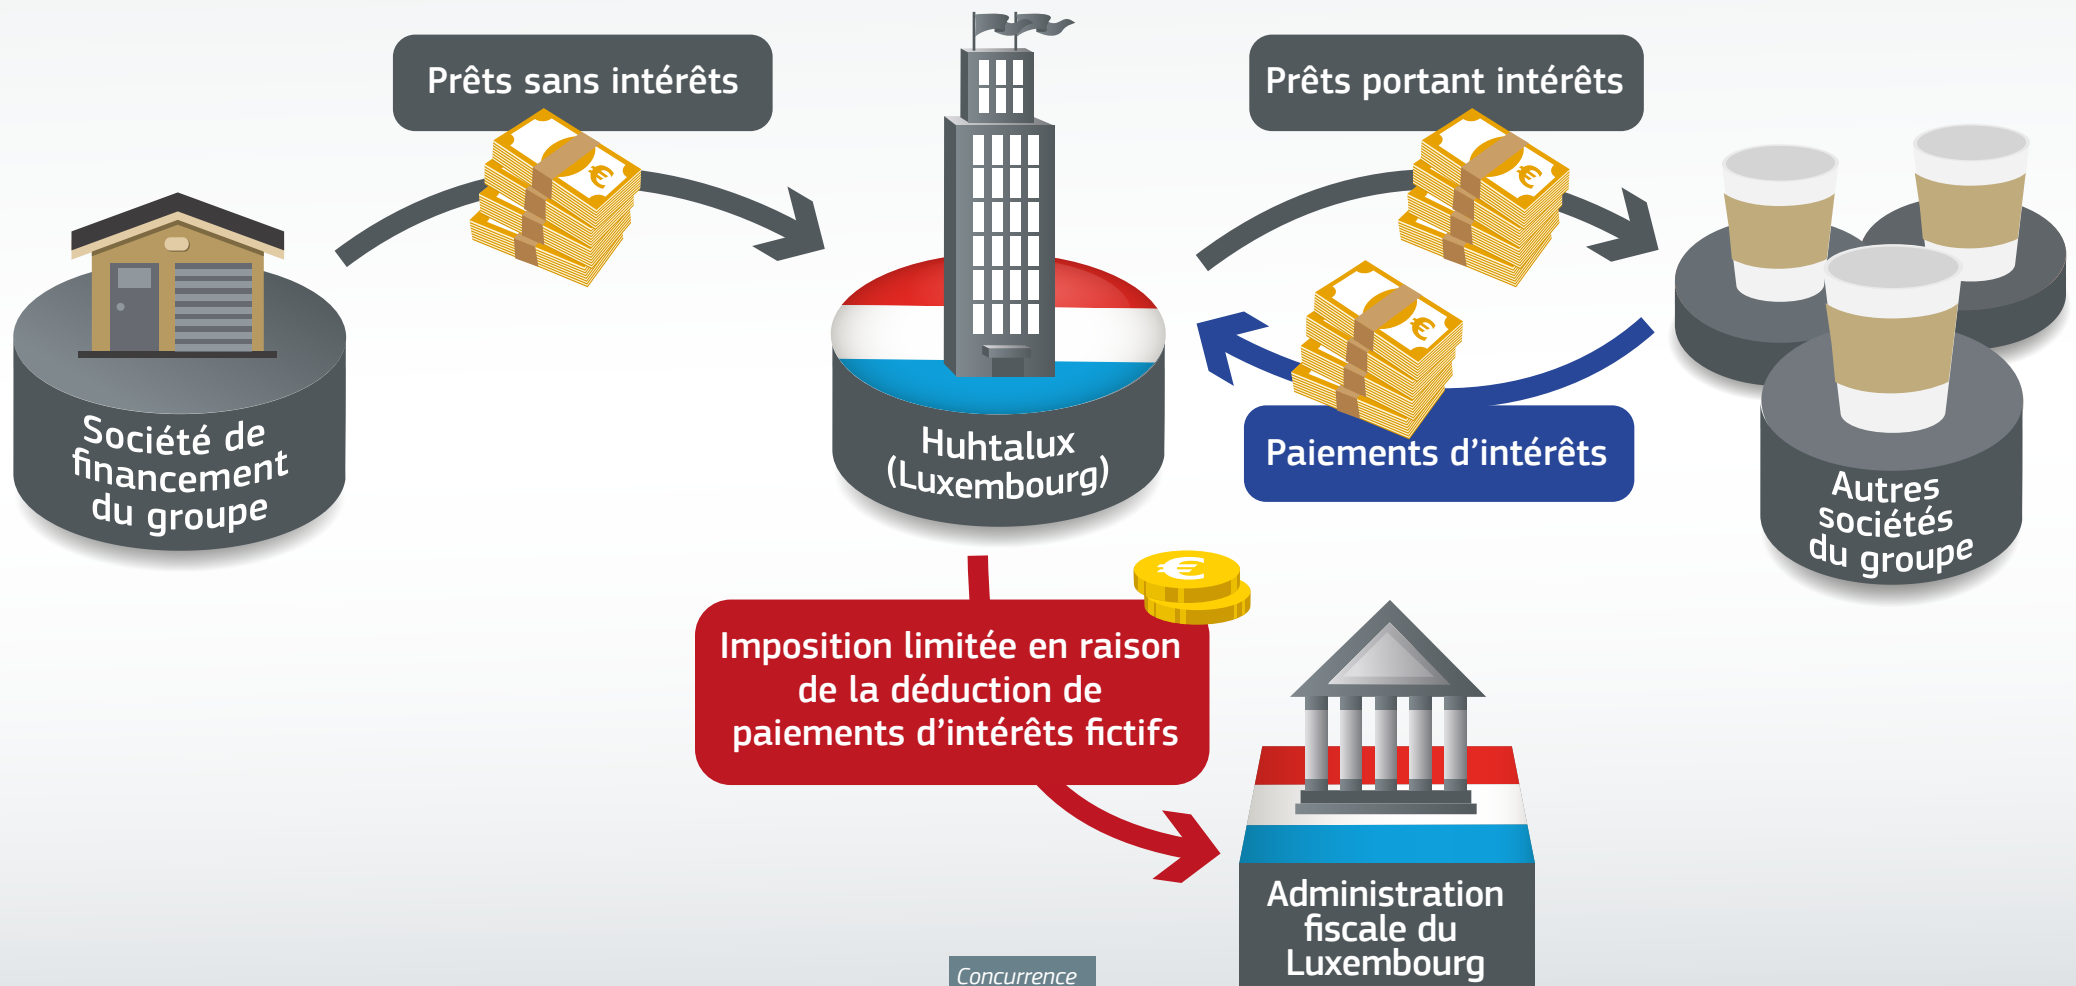 Prêts sans intérêts
Prêts portant intérêts
Société de
financement
du groupe
Huhtalux
(Luxembourg)
Paiements d’intérêts
Autres
sociétés
du groupe
Imposition limitée en raison
de la déduction de
paiements d’intérêts fictifs
Administration
fiscale du
Luxembourg
Concurrence